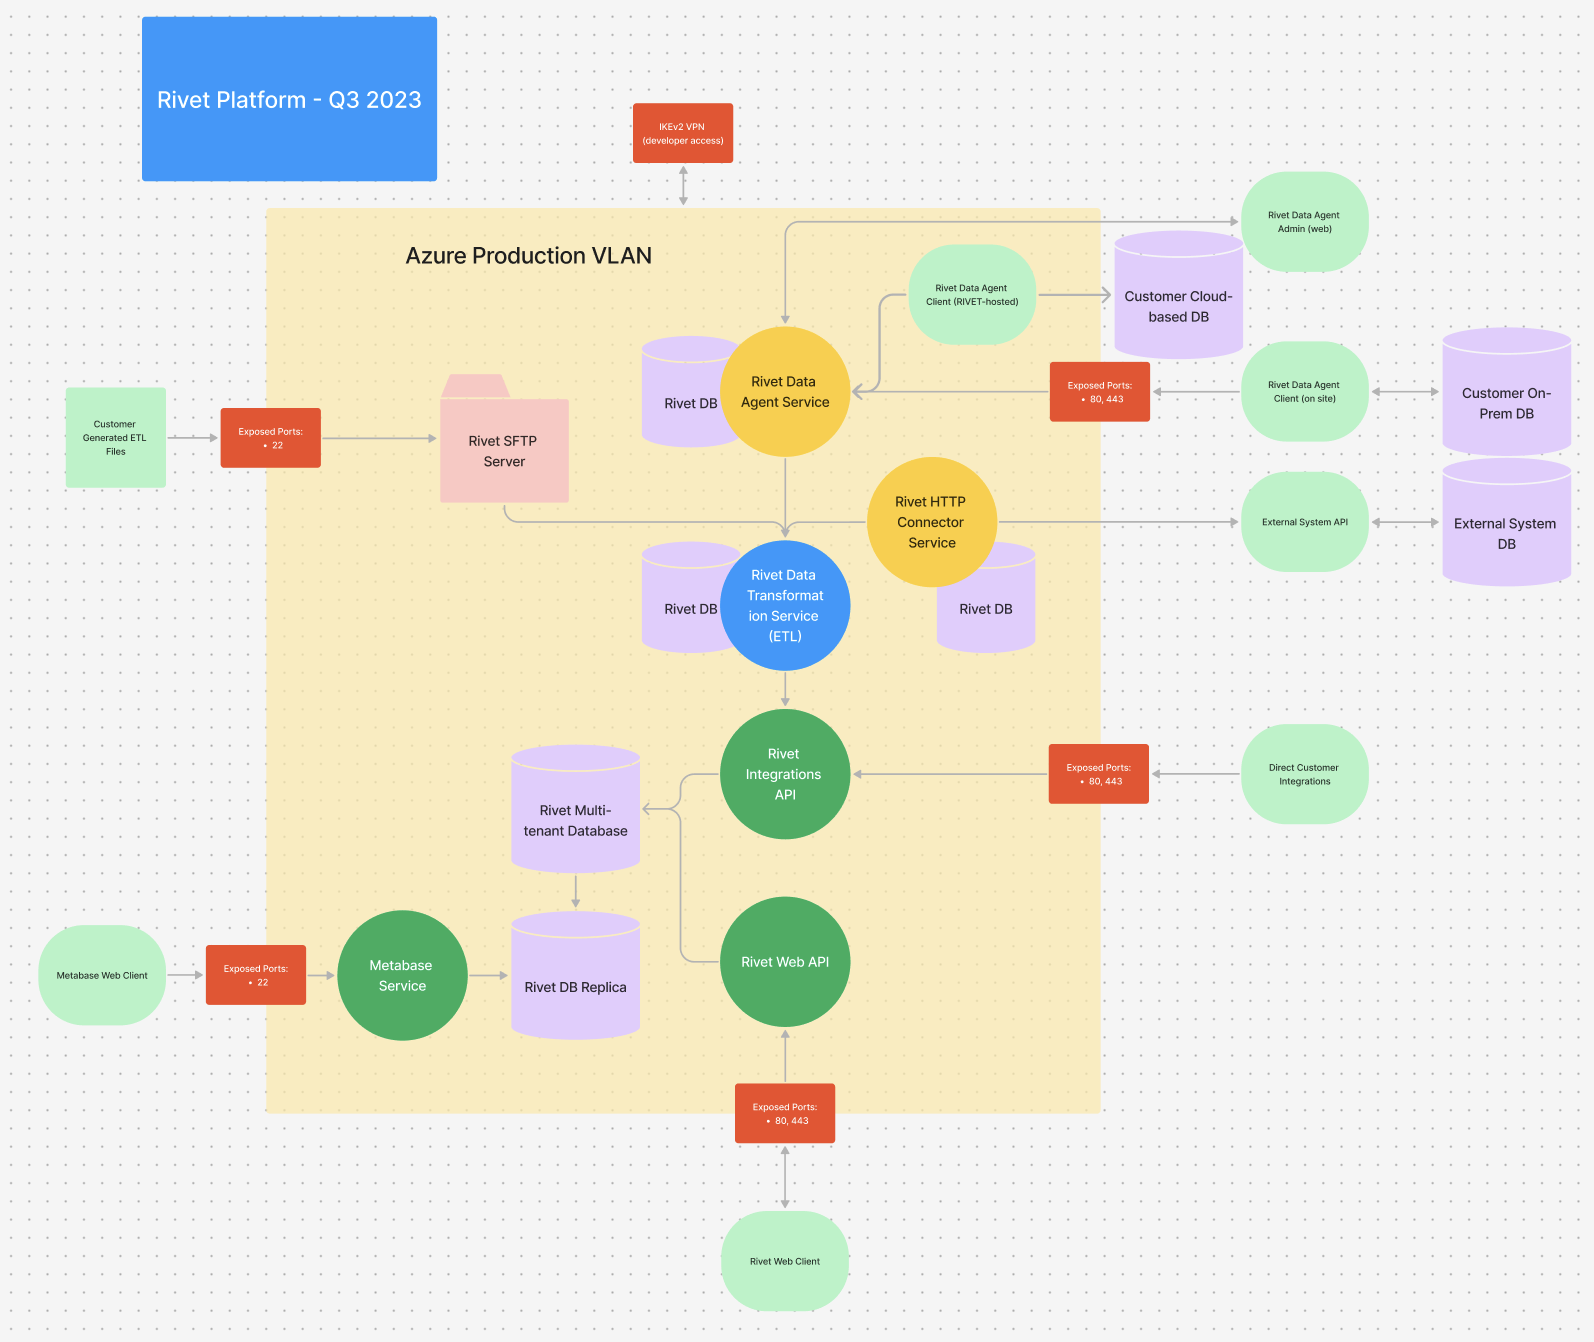 Rivet Platform - Q3 2023
IKEv2 VPN
(developer access)
Azure Production VLAN
Rivet Data Agent
Admin (web)
Rivet Data Agent
Client (RIVET-hosted)
Customer Cloud-
based DB
Rivet DB
Rivet Data
Agent Service
Exposed Ports:
• 80, 443
Rivet Data Agent
Client (on site)
Customer On-
Prem DB
Customer
Generated ETL
Files
Exposed Ports:
• 22
Rivet SFTP
Server
Rivet HTTP
Connector
Service
External System API
External System
DB
Rivet DB
Rivet Data
Transformat
ion Service
(ETL)
Rivet DB
Rivet
Integrations
API
Exposed Ports:
• 80, 443
Direct Customer
Integrations
Rivet Multi-
tenant Database
Metabase Web Client
Exposed Ports:
• 22
Metabase
Service
Rivet DB Replica
Rivet Web API
Exposed Ports:
• 80, 443
Rivet Web Client